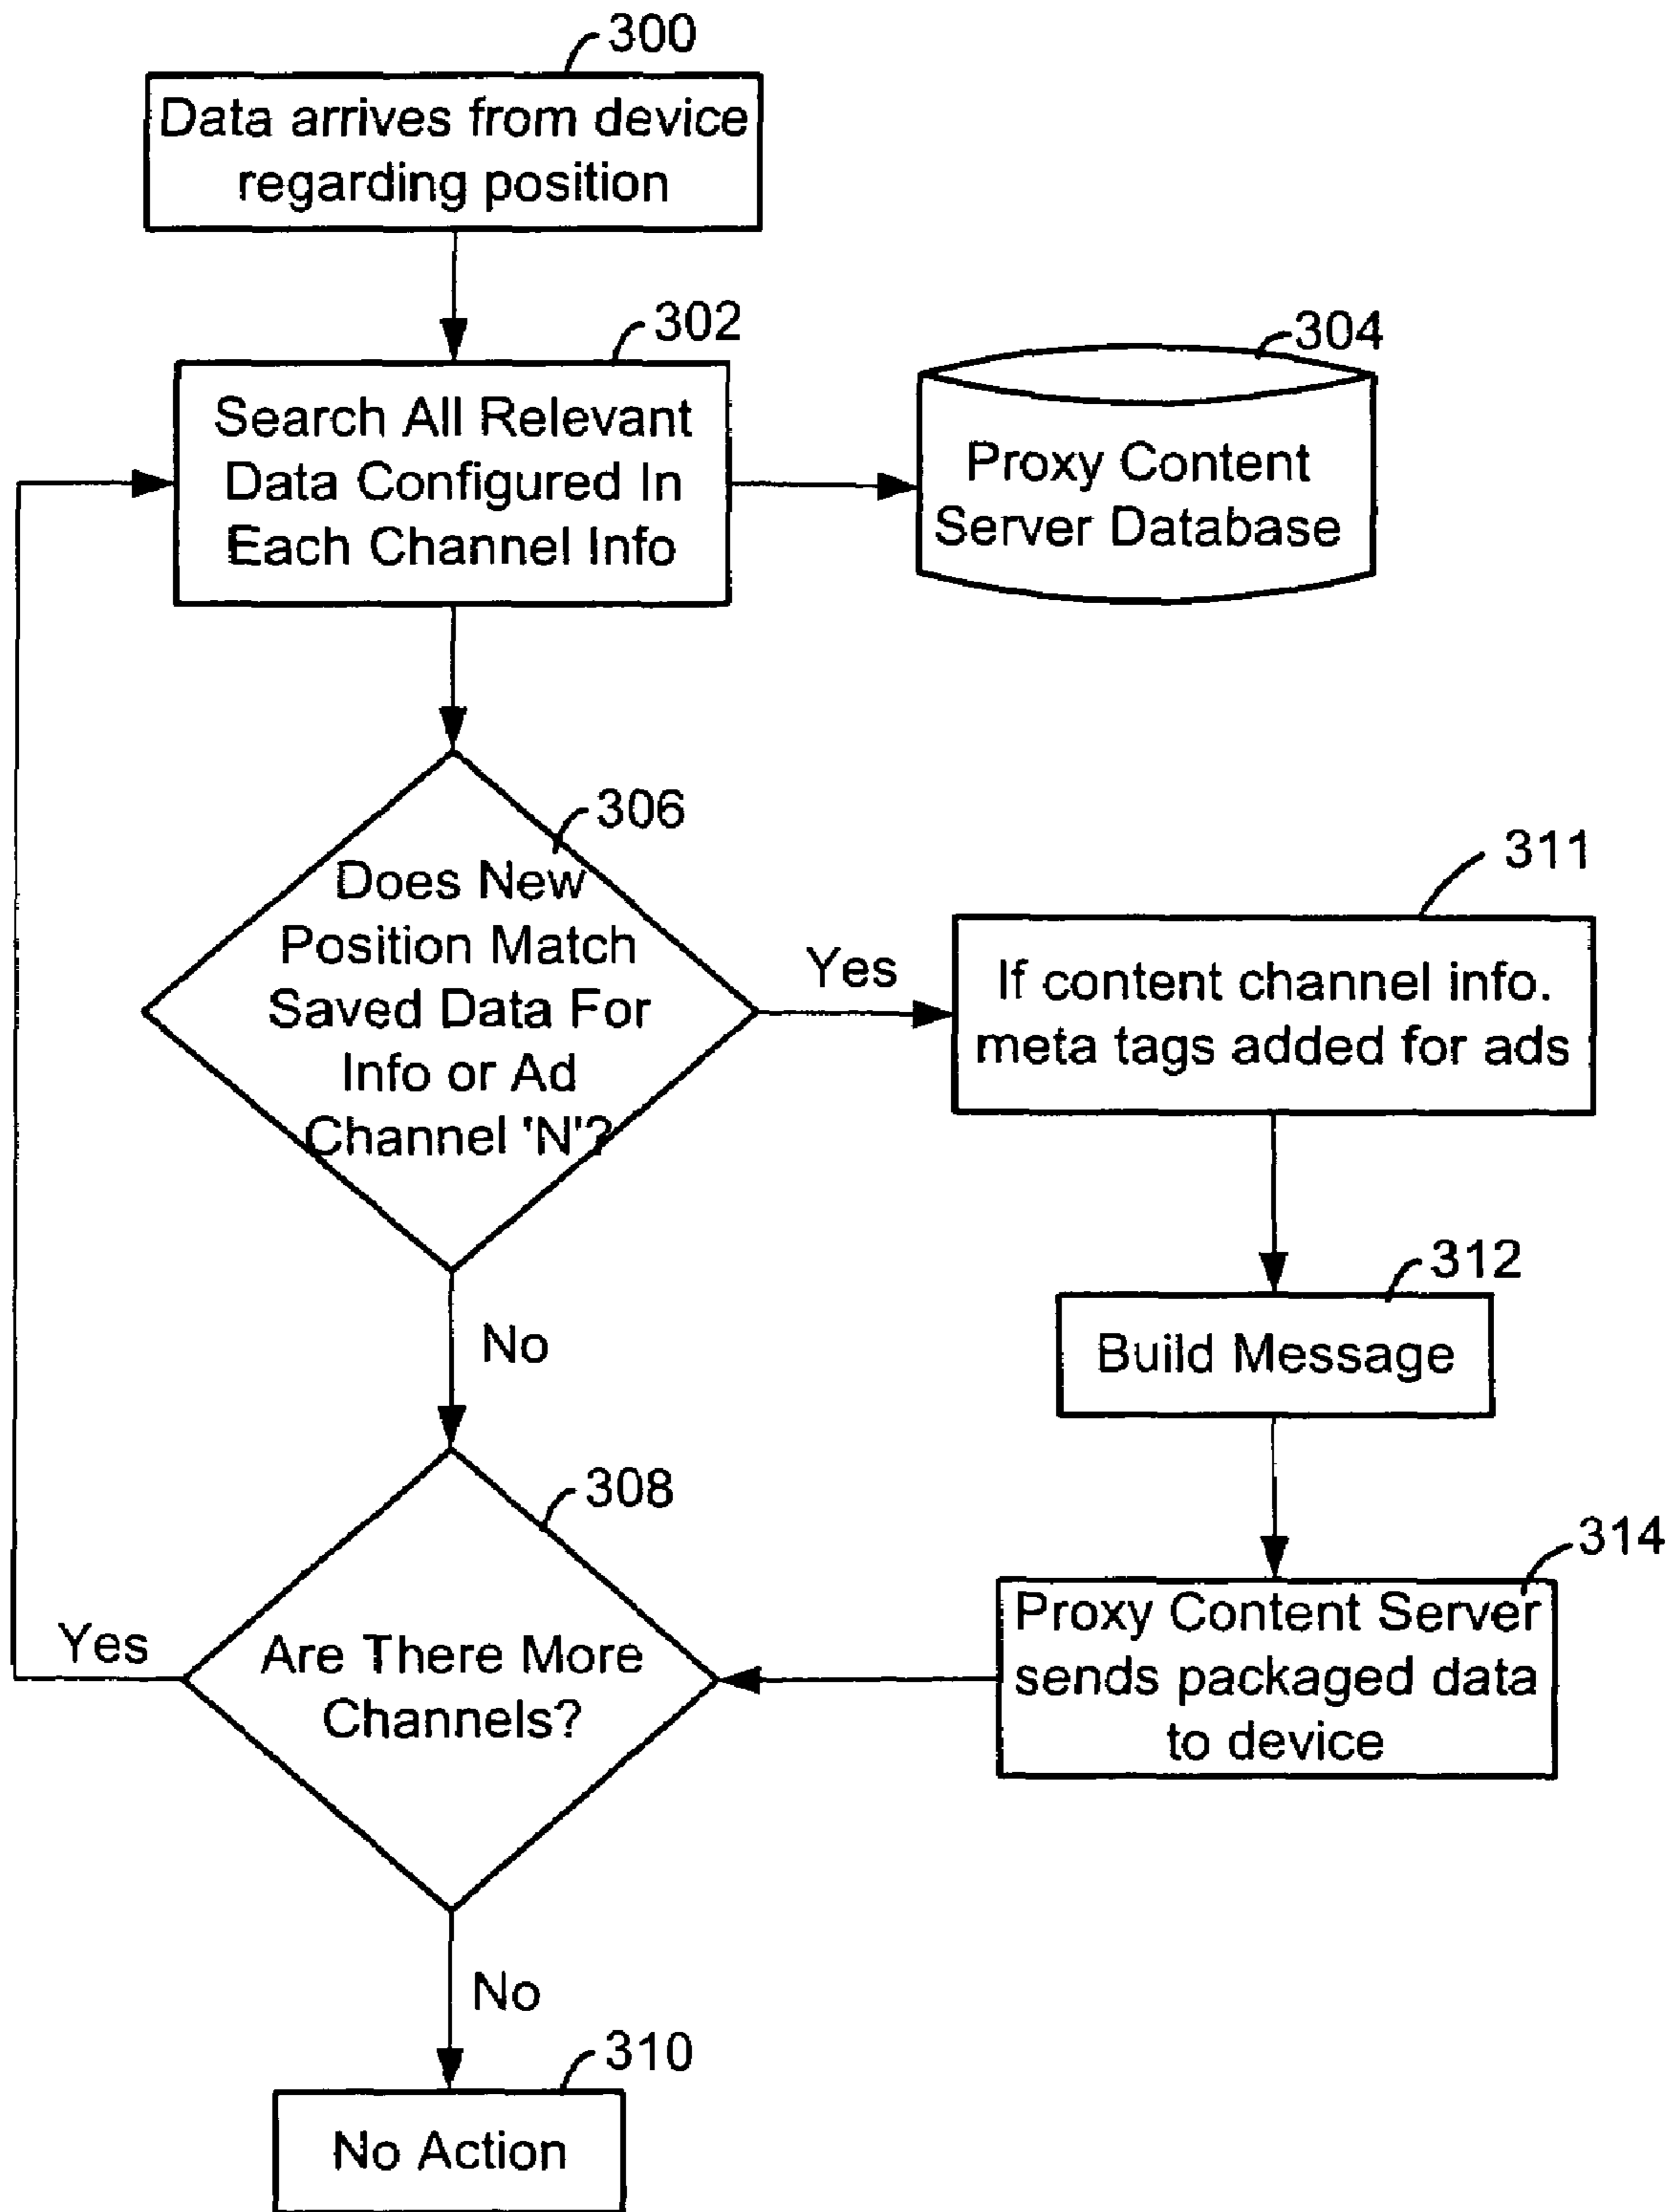 300
Data arrives from device
regarding position
302
Search All Relevant
Data Configured In
Each Channel Info
304
Proxy Content
Server Database
306
Does New
Position Match
Saved Data For
Info or Ad
Channel 'N'?
Yes
311
If content channel info.
meta tags added for ads
No
312
Build Message
308
Are There More
Channels?
Yes
314
Proxy Content Server
sends packaged data
to device
No
310
No Action